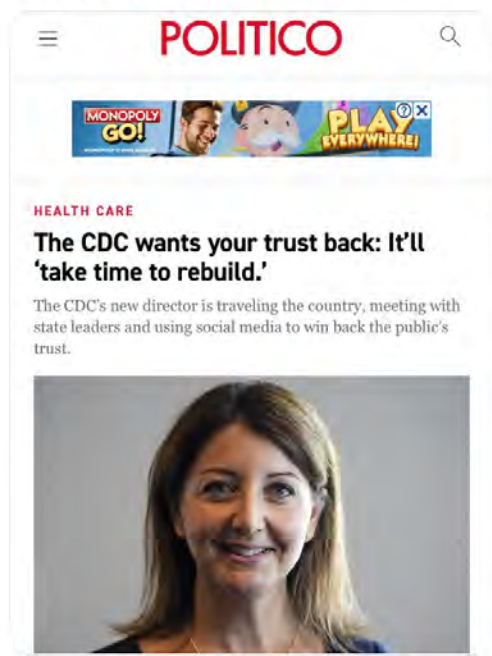 POLITICO
MONOPOLY
GO!
PLAY
EVERYWHERE!
HEALTH CARE
The CDC wants your trust back: It'll
‘take time to rebuild.’
The CDC's new director is traveling the country, meeting with
state leaders and using social media to win back the public's
trust.